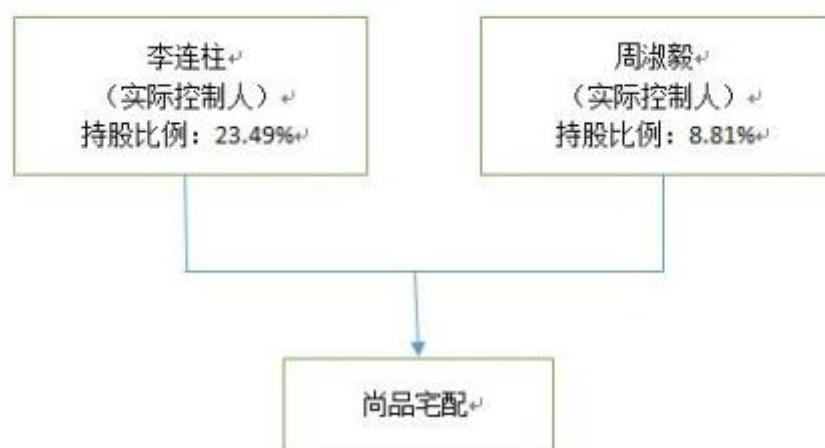 李连柱
（实际控制人）
持股比例：23.49%
周淑毅
（实际控制人）
持股比例：8.81%
尚品宅配